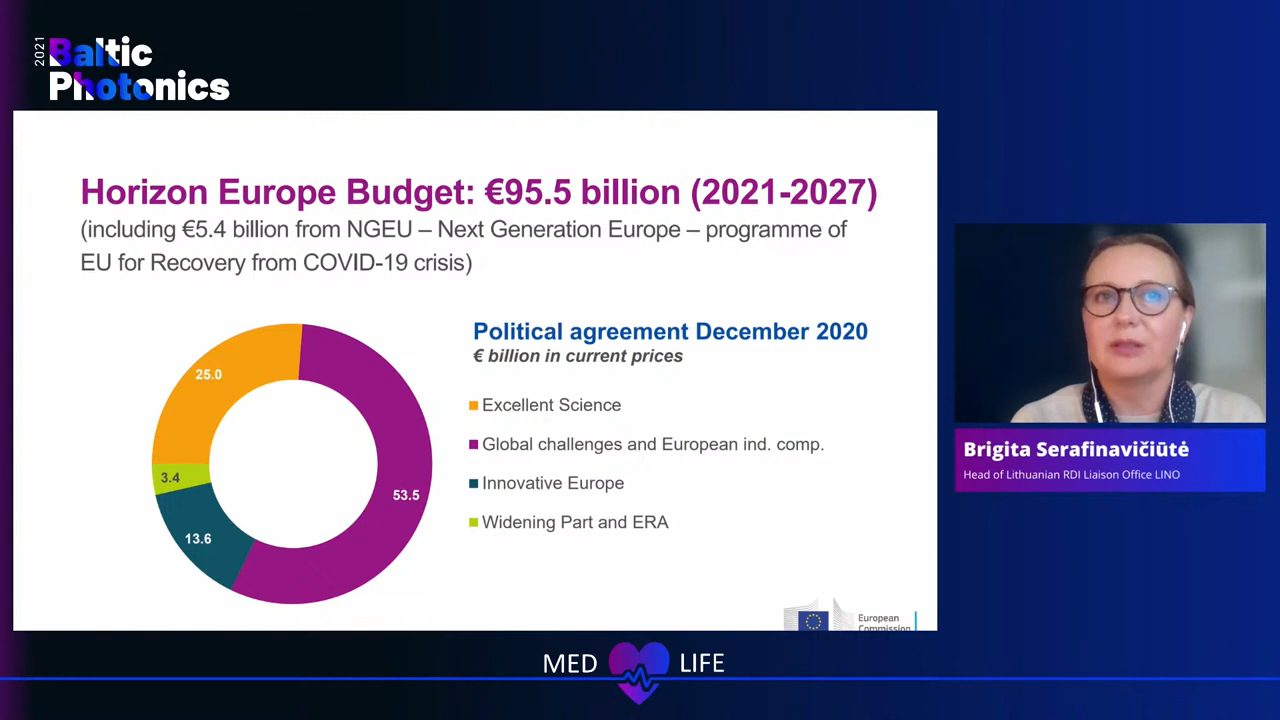 2021
Baltic
Photonics
Horizon Europe Budget: €95.5 billion (2021-2027)
(including €5.4 billion from NGEU – Next Generation Europe – programme of
EU for Recovery from COVID-19 crisis)
Political agreement December 2020
€ billion in current prices
25.0
3.4
13.6
53.5
Excellent Science
Global challenges and European ind. comp.
Innovative Europe
Widening Part and ERA
European
Commission
Brigita Serafinavičiūtė
Head of Lithuanian RDI Liaison Office LINO
MED LIFE